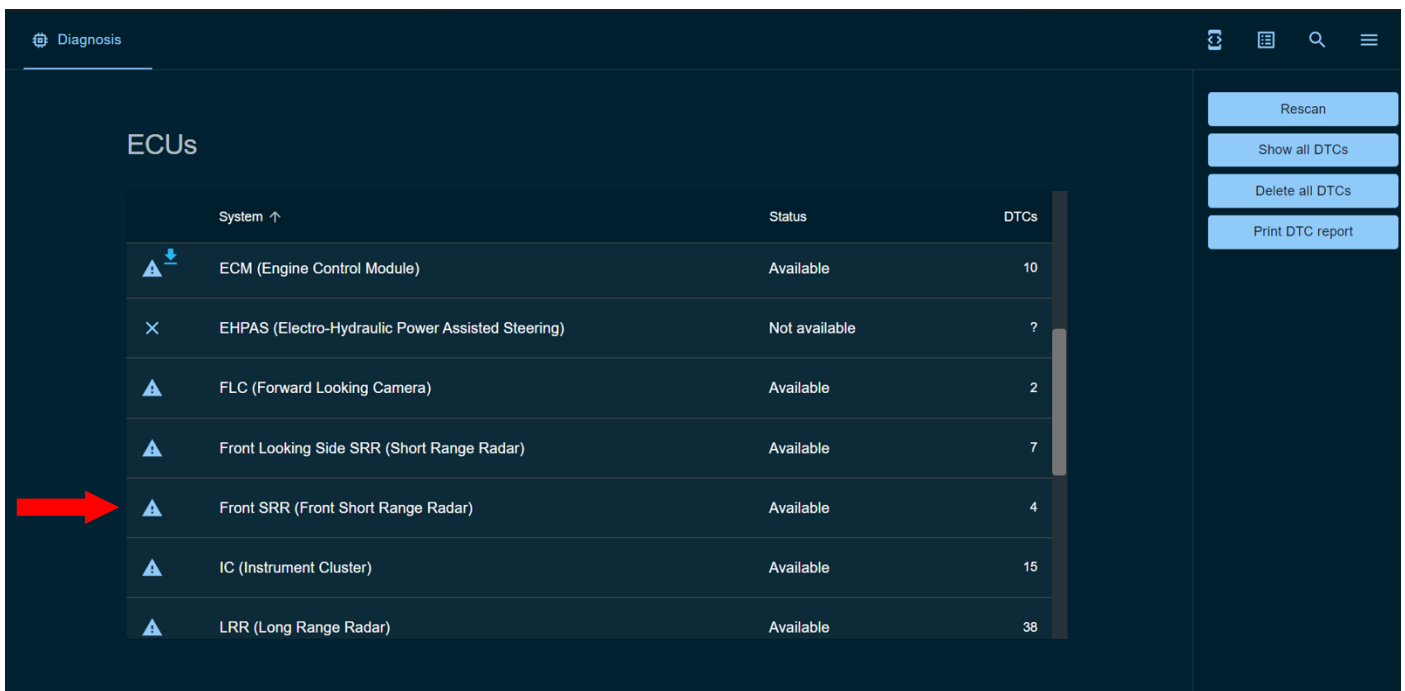 Diagnosis
Rescan
Show all DTCs
Delete all DTCs
Print DTC report
ECUs
System Status DTCs
ECM (Engine Control Module) Available 10
EHPAS (Electro-Hydraulic Power Assisted Steering) Not available ?
FLC (Forward Looking Camera) Available 2
Front Looking Side SRR (Short Range Radar) Available 7
Front SRR (Front Short Range Radar) Available 4
IC (Instrument Cluster) Available 15
LRR (Long Range Radar) Available 38